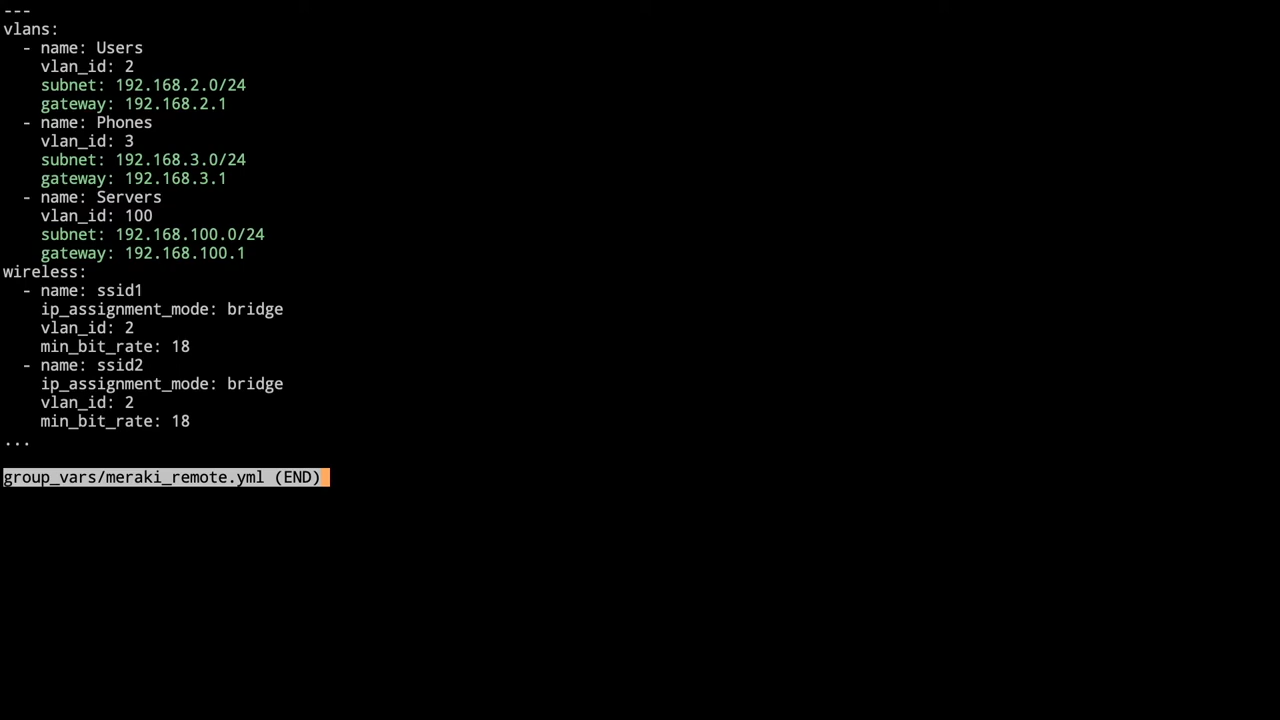 ---
vlans:
  - name: Users
    vlan_id: 2
    subnet: 192.168.2.0/24
    gateway: 192.168.2.1
  - name: Phones
    vlan_id: 3
    subnet: 192.168.3.0/24
    gateway: 192.168.3.1
  - name: Servers
    vlan_id: 100
    subnet: 192.168.100.0/24
    gateway: 192.168.100.1
wireless:
  - name: ssid1
    ip_assignment_mode: bridge
    vlan_id: 2
    min_bit_rate: 18
  - name: ssid2
    ip_assignment_mode: bridge
    vlan_id: 2
    min_bit_rate: 18
...
group_vars/meraki_remote.yml (END)